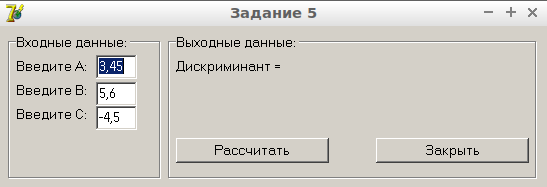 Задание 5
Входные данные:
Введите A: 3,45
Введите B: 5,6
Введите C: -4,5
Выходные данные:
Дискриминант =
Рассчитать
Закрыть